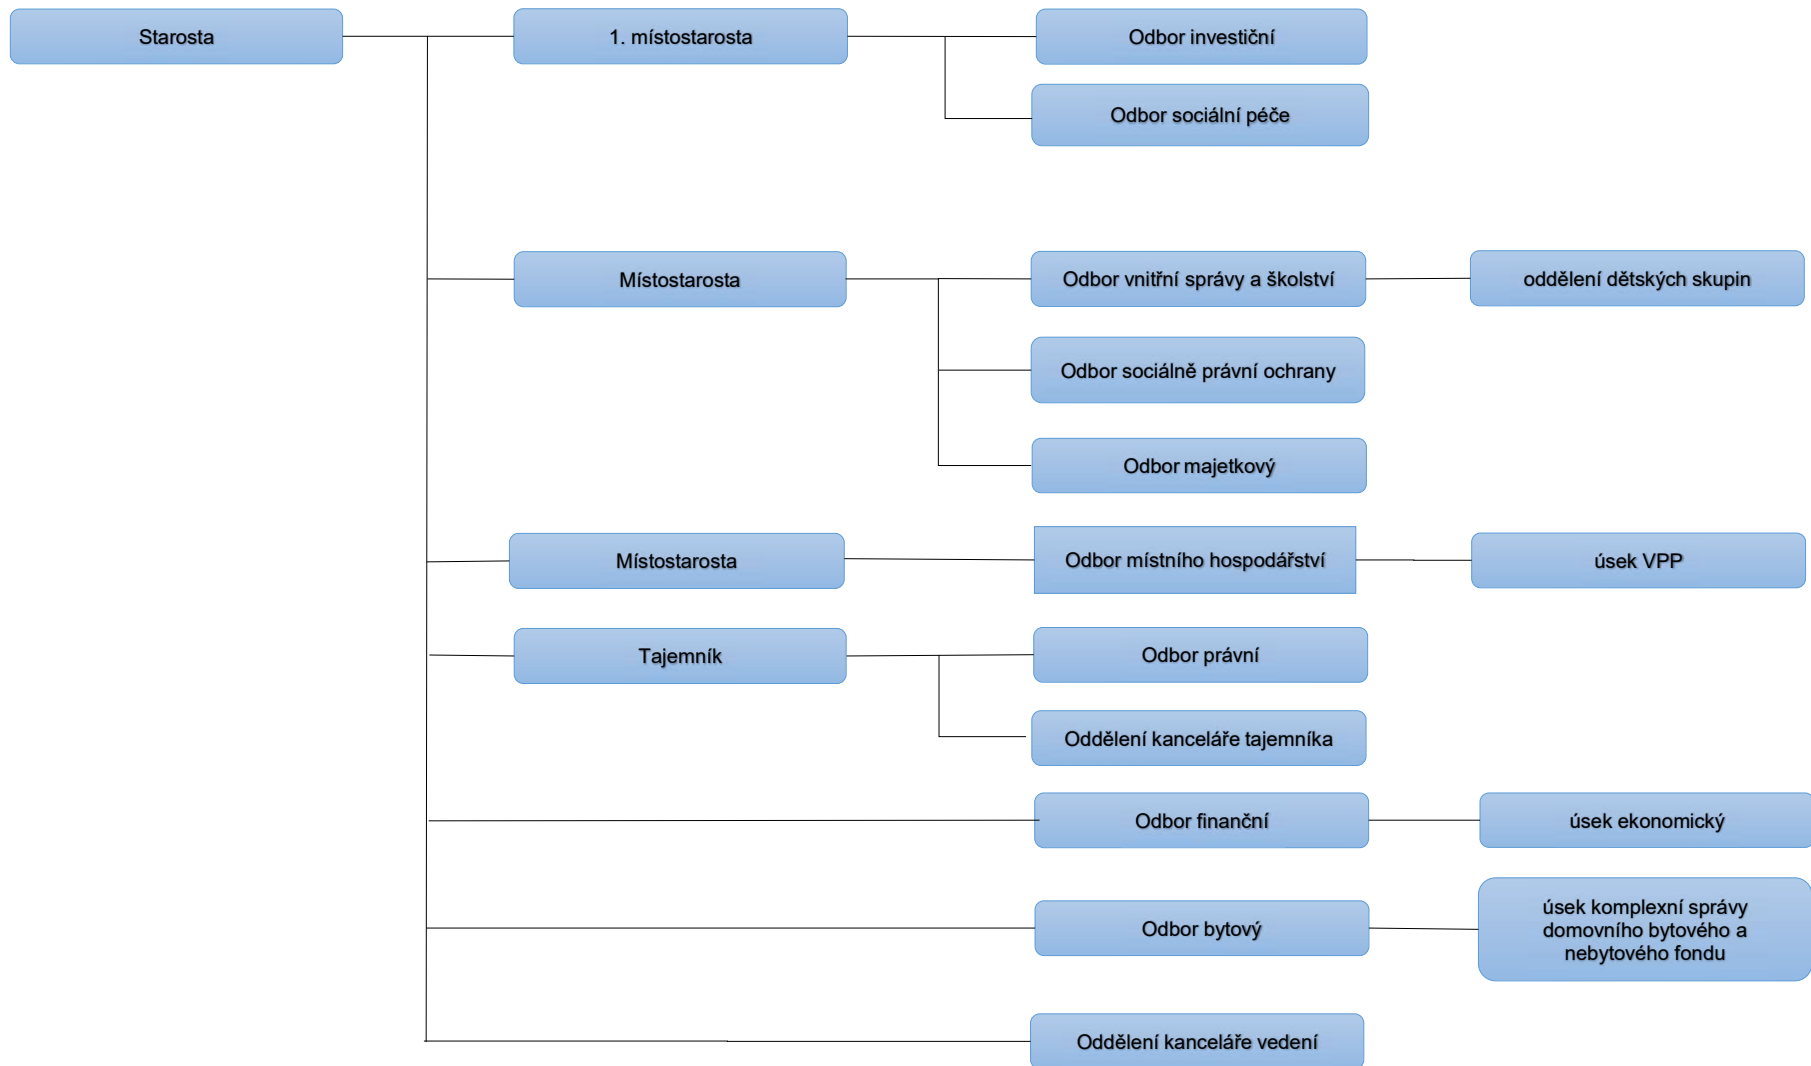 Starosta
1. místostarosta
Odbor investiční
Odbor sociální péče
Místostarosta
Odbor vnitřní správy a školství
oddělení dětských skupin
Odbor sociálně právní ochrany
Odbor majetkový
Místostarosta
Odbor místního hospodářství
úsek VPP
Tajemník
Odbor právní
Oddělení kanceláře tajemníka
Odbor finanční
úsek ekonomický
Odbor bytový
úsek komplexní správy
domovního bytového a
nebytového fondu
Oddělení kanceláře vedení